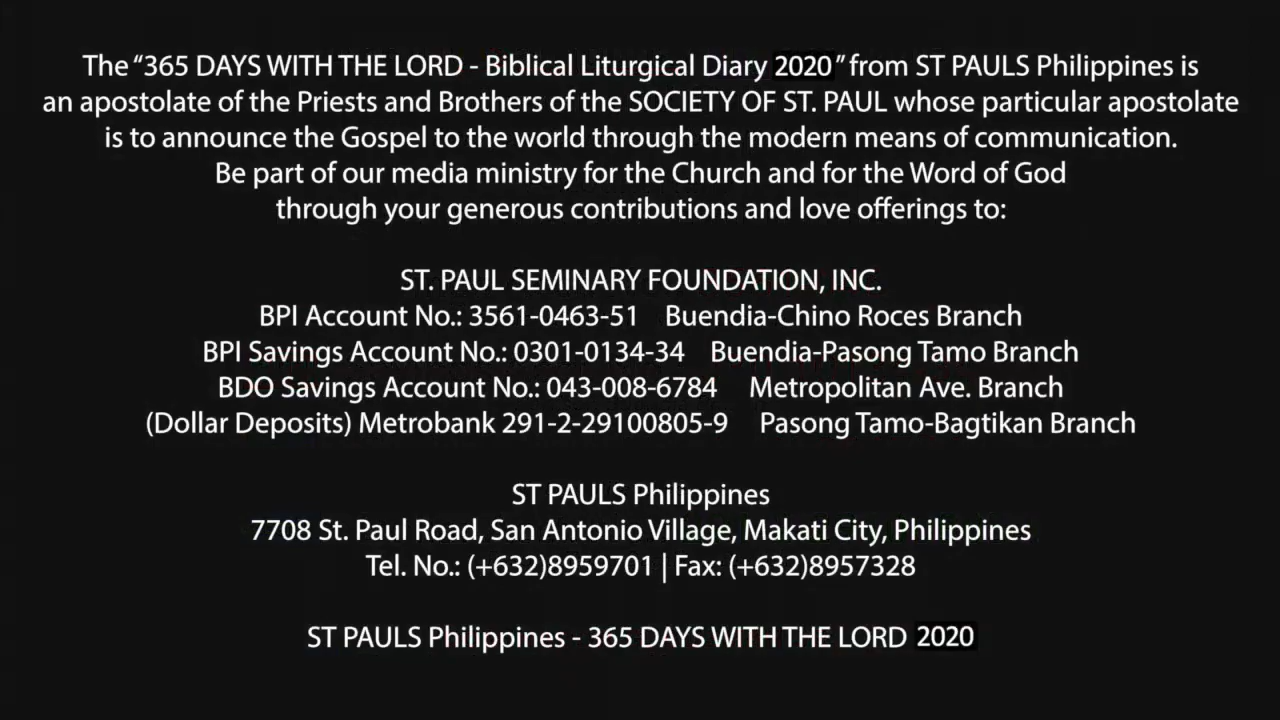 The “365 DAYS WITH THE LORD - Biblical Liturgical Diary 2020” from ST PAULS Philippines is
an apostolate of the Priests and Brothers of the SOCIETY OF ST. PAUL whose particular apostolate
is to announce the Gospel to the world through the modern means of communication.
Be part of our media ministry for the Church and for the Word of God
through your generous contributions and love offerings to:
ST. PAUL SEMINARY FOUNDATION, INC.
BPI Account No.: 3561-0463-51 Buendia-Chino Roces Branch
BPI Savings Account No.: 0301-0134-34 Buendia-Pasong Tamo Branch
BDO Savings Account No.: 043-008-6784 Metropolitan Ave. Branch
(Dollar Deposits) Metrobank 291-2-29100805-9 Pasong Tamo-Bagtikan Branch
ST PAULS Philippines
7708 St. Paul Road, San Antonio Village, Makati City, Philippines
Tel. No.: (+632)8959701 | Fax: (+632)8957328
ST PAULS Philippines - 365 DAYS WITH THE LORD 2020